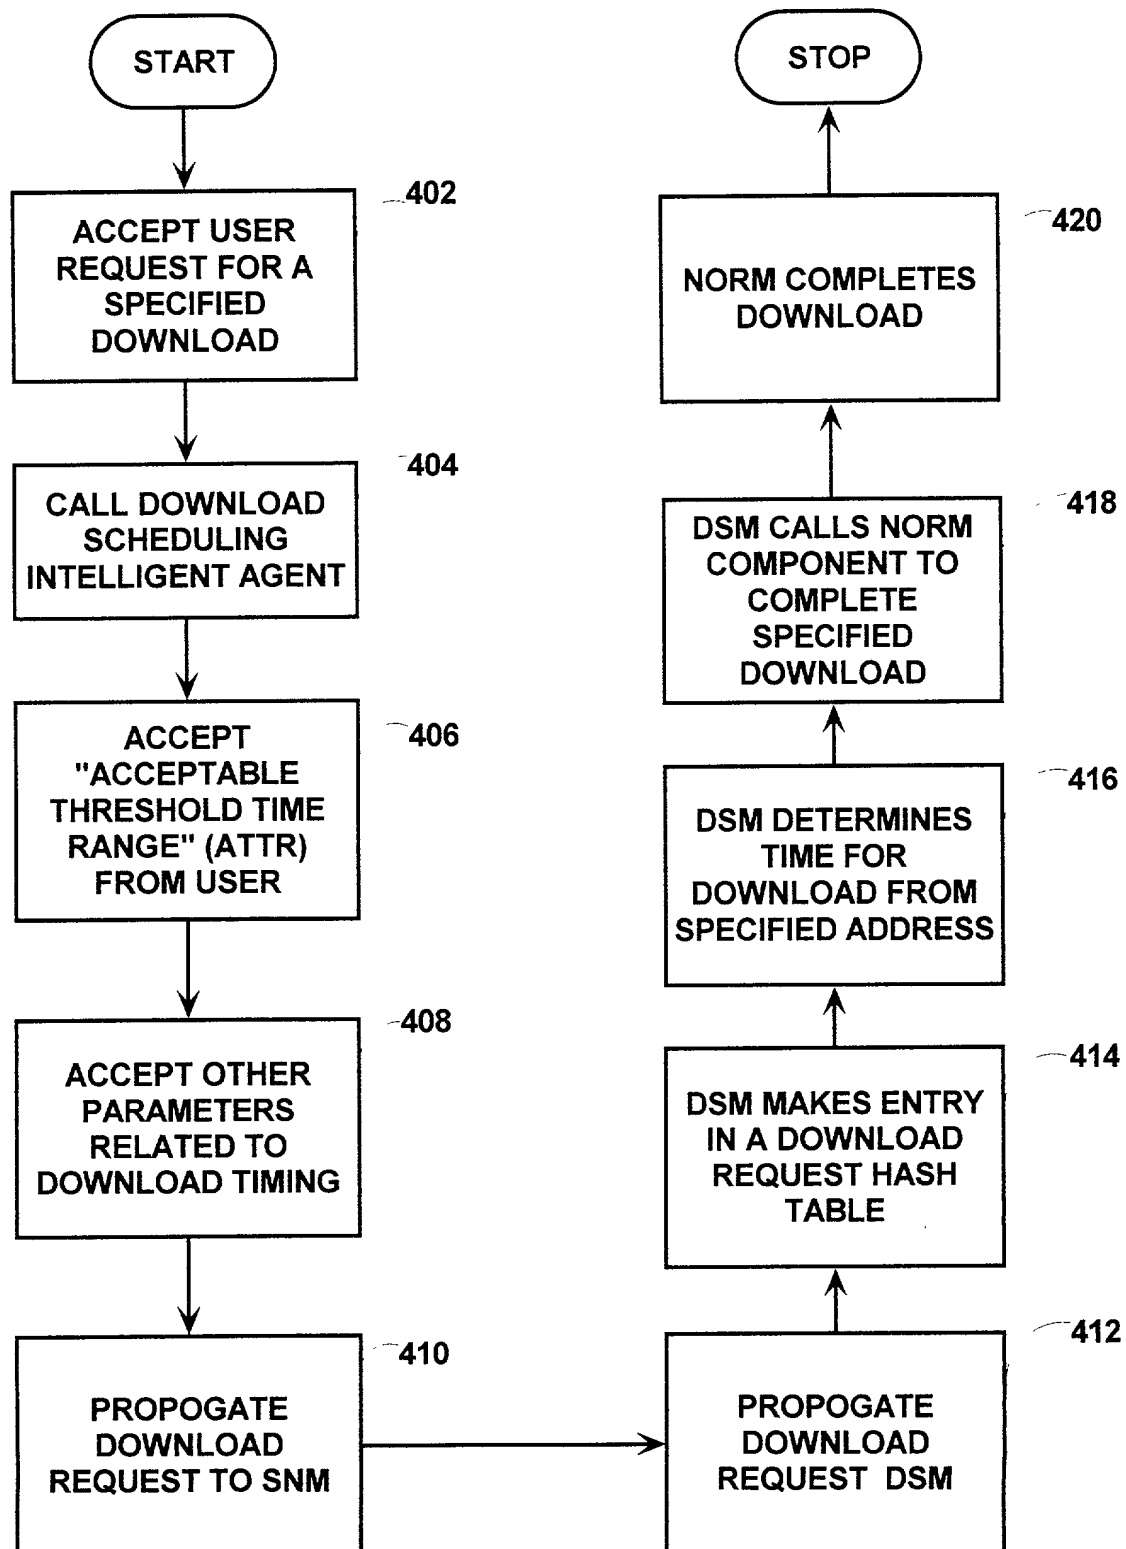 START
402
ACCEPT USER
REQUEST FOR A
SPECIFIED
DOWNLOAD
404
CALL DOWNLOAD
SCHEDULING
INTELLIGENT AGENT
406
ACCEPT
"ACCEPTABLE
THRESHOLD TIME
RANGE" (ATTR)
FROM USER
408
ACCEPT OTHER
PARAMETERS
RELATED TO
DOWNLOAD TIMING
410
PROPOGATE
DOWNLOAD
REQUEST TO SNM
412
PROPOGATE
DOWNLOAD
REQUEST DSM
414
DSM MAKES ENTRY
IN A DOWNLOAD
REQUEST HASH
TABLE
416
DSM DETERMINES
TIME FOR
DOWNLOAD FROM
SPECIFIED ADDRESS
418
DSM CALLS NORM
COMPONENT TO
COMPLETE
SPECIFIED
DOWNLOAD
420
NORM COMPLETES
DOWNLOAD
STOP